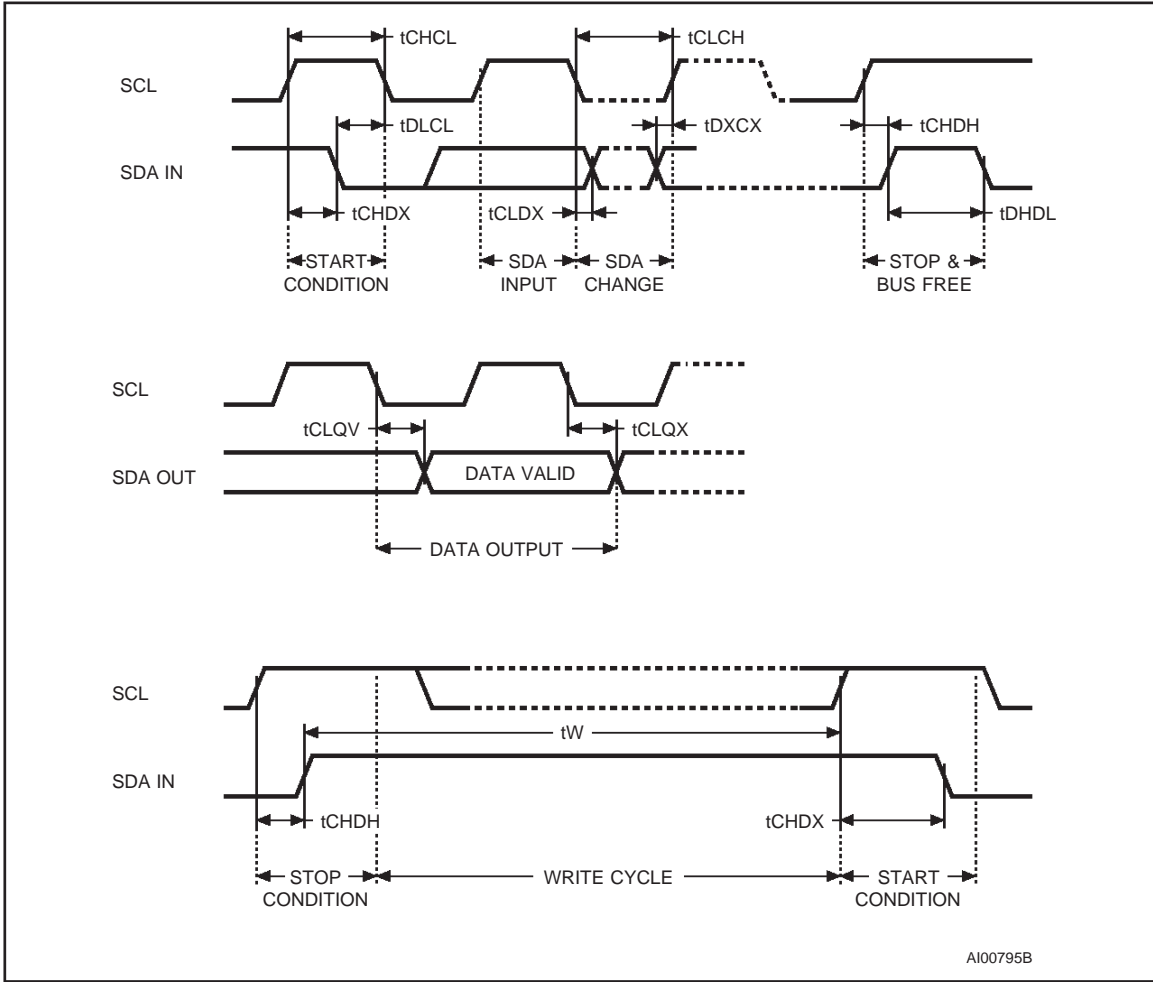 tCHCL
tCLCH
SCL
tDLCL
tDXCX
tCHDH
SDA IN
tCHDX
tCLDX
tDHDL
START
CONDITION
SDA
INPUT
SDA
CHANGE
STOP &
BUS FREE
SCL
tCLQV
tCLQX
SDA OUT
DATA VALID
DATA OUTPUT
SCL
tW
SDA IN
tCHDH
tCHDX
STOP
CONDITION
WRITE CYCLE
START
CONDITION
AI00795B